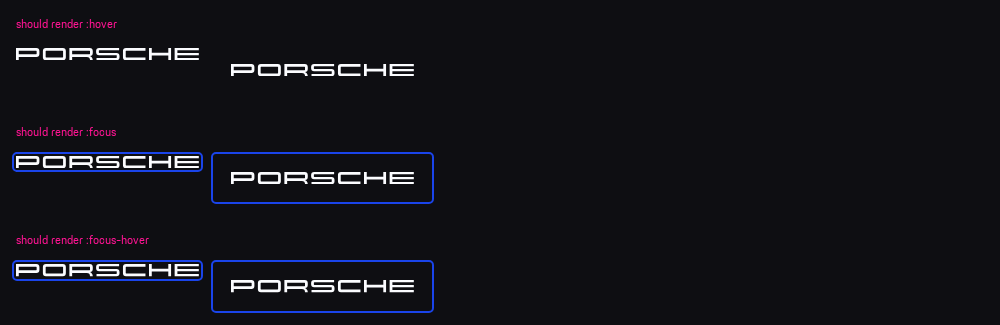 should render :hover
PORSCHE PORSCHE
should render :focus
PORSCHE PORSCHE
should render :focus-hover
PORSCHE PORSCHE